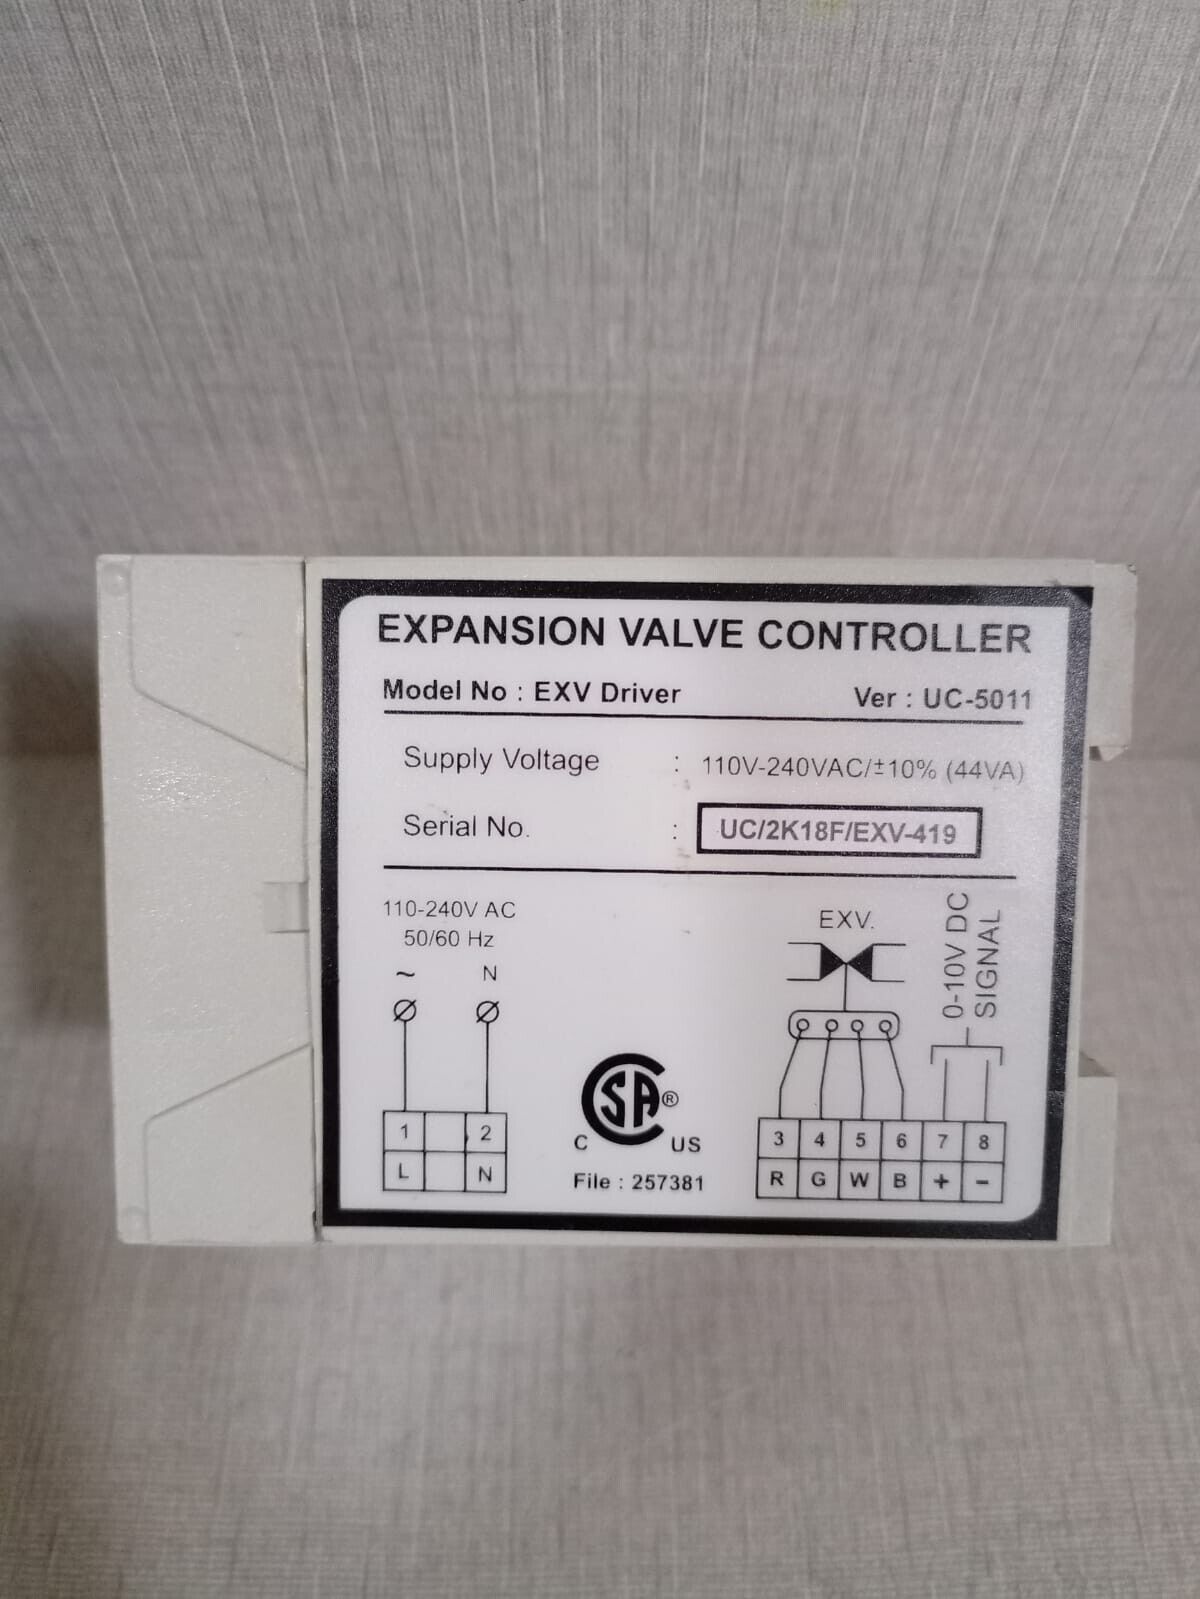 EXPANSION VALVE CONTROLLER
Model No : EXV Driver Ver : UC-5011
Supply Voltage : 110V-240VAC/±10% (44VA)
Serial No. : UC/2K18F/EXV-419
110-240V AC
50/60 Hz
~ N
EXV.
0-10V DC
SIGNAL
1 2
L N
SA®
C US
File : 257381
3 4 5 6 7 8
R G W B + -